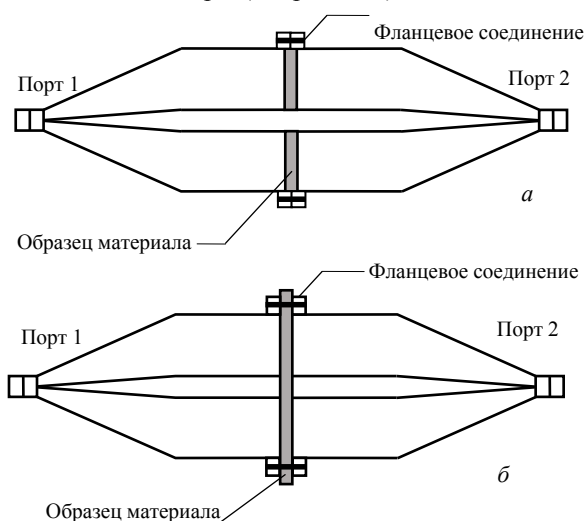 Фланцевое соединение
Порт 1
Порт 2
а
Образец материала
Фланцевое соединение
Порт 1
Порт 2
б
Образец материала